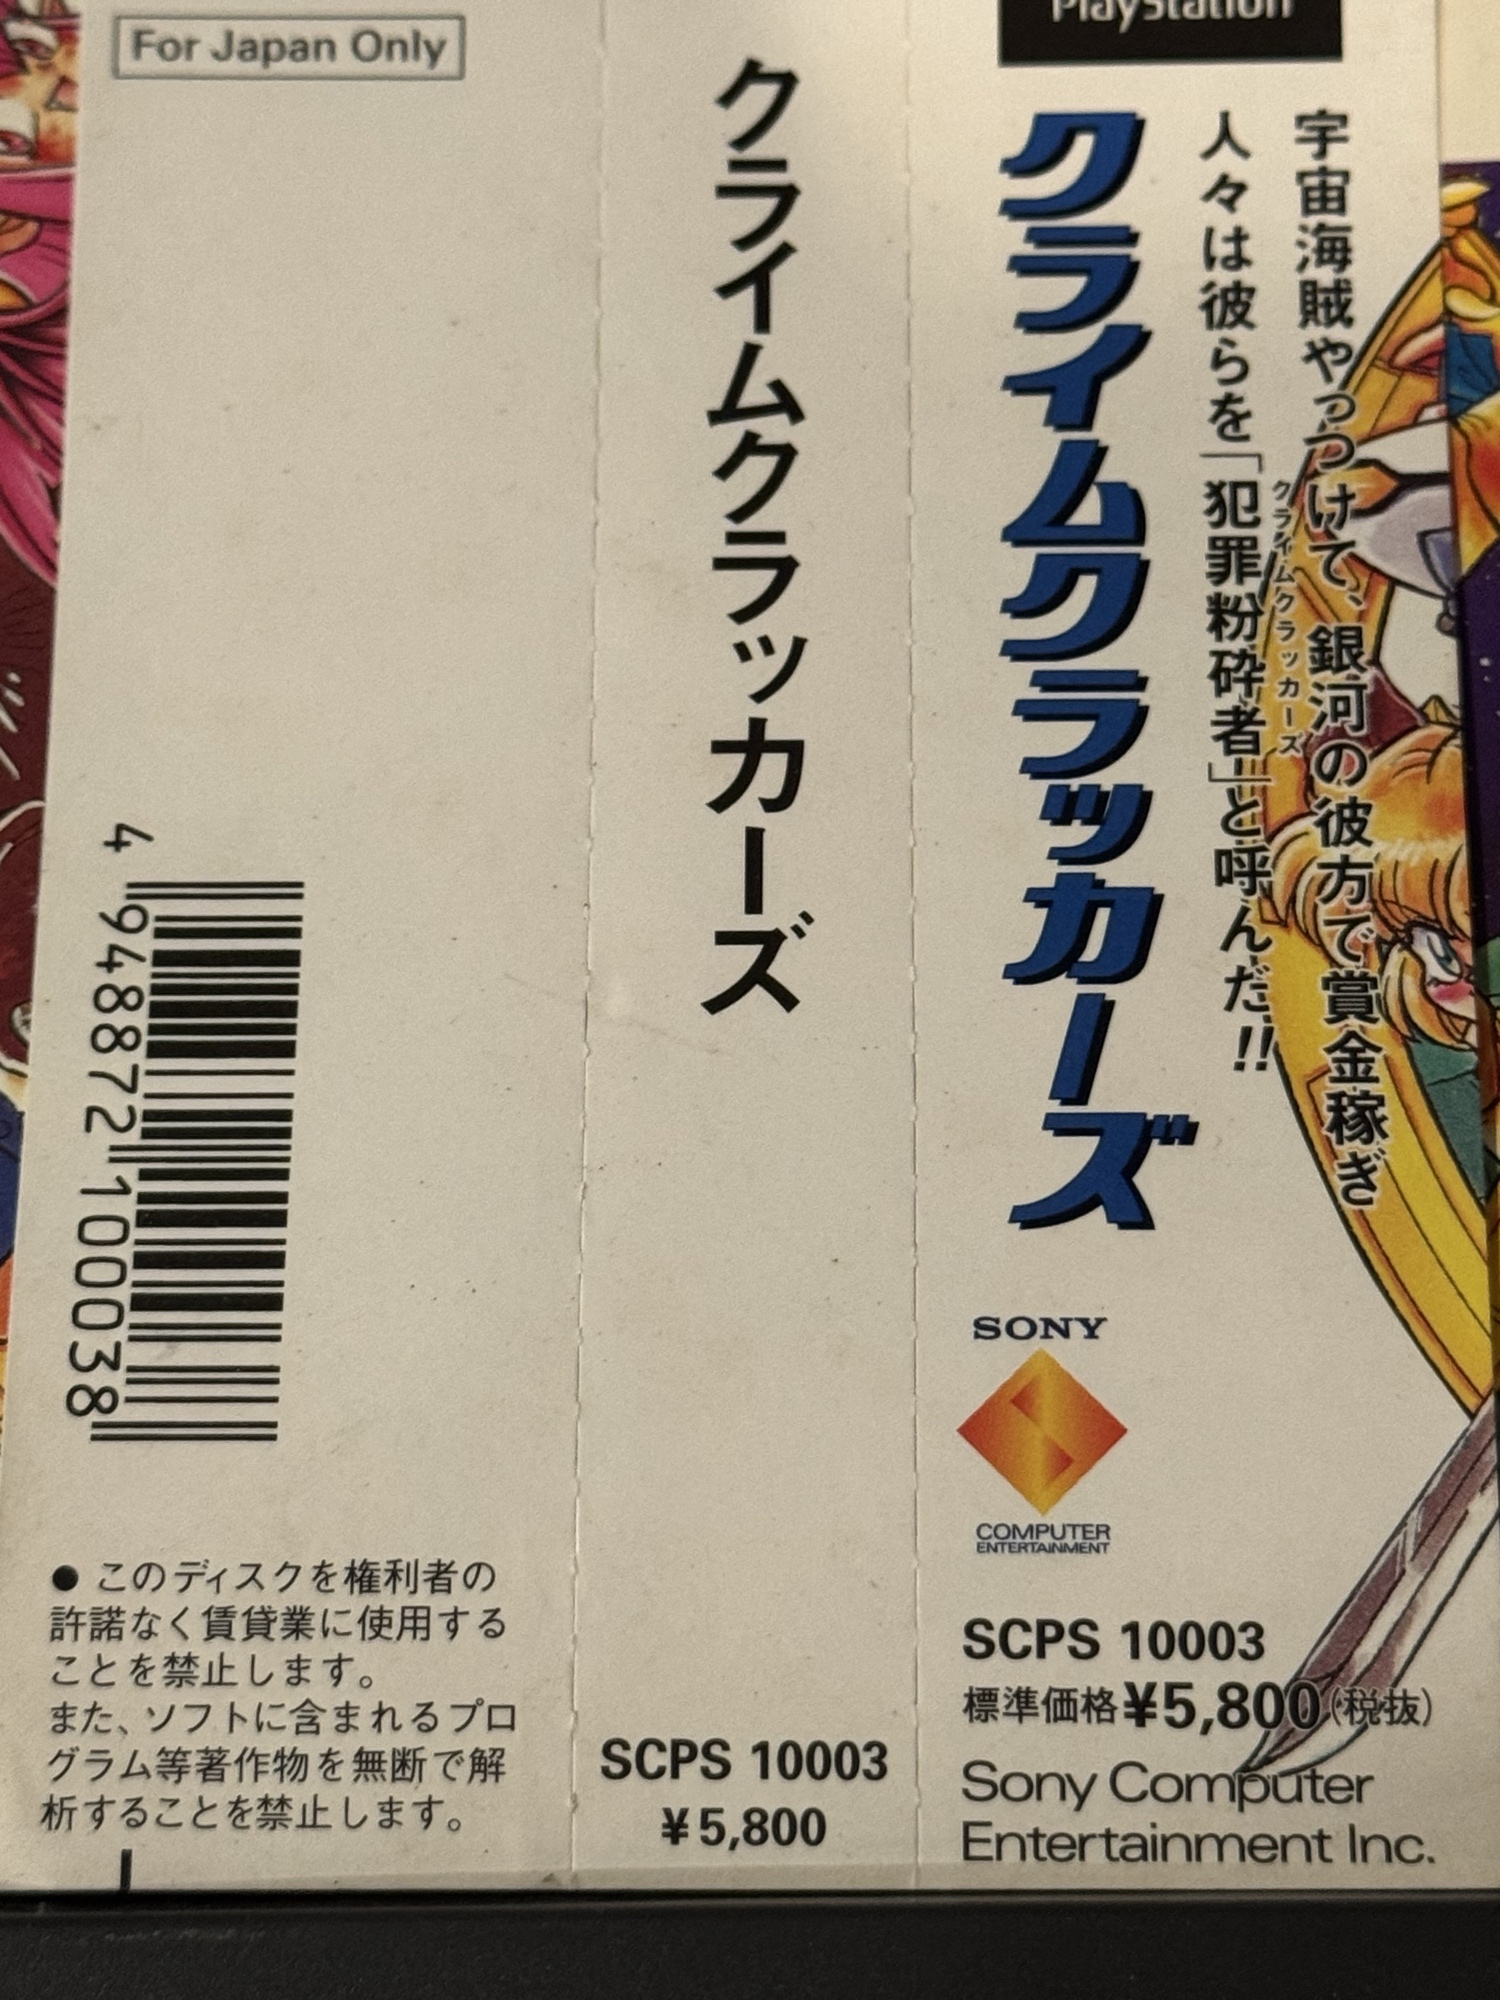 For Japan Only
4 948872 100038
● このディスクを権利者の
許諾なく賃貸業に使用する
ことを禁止します。
また、ソフトに含まれるプロ
グラム等著作物を無断で解
析することを禁止します。
クライムクラッカーズ
SCPS 10003
¥5,800
PlayStation
宇宙海賊やっつけて、銀河の彼方で賞金稼ぎ
クライムクラッカーズ
人々は彼らを「犯罪粉砕者」と呼んだ!!
クライムクラッカーズ
SONY
COMPUTER
ENTERTAINMENT
SCPS 10003
標準価格¥5,800(税抜)
Sony Computer
Entertainment Inc.